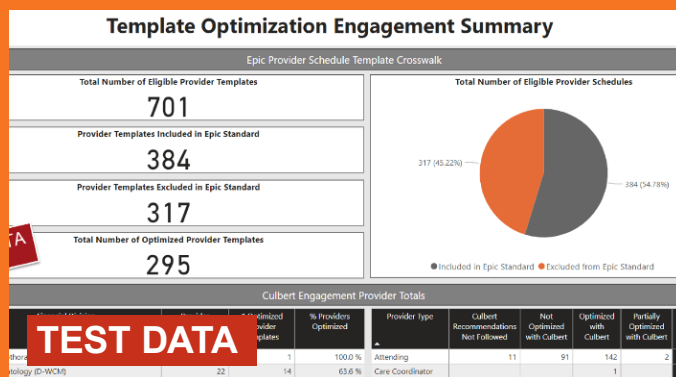 Template Optimization Engagement Summary
Epic Provider Schedule Template Crosswalk
Total Number of Eligible Provider Templates
701
Provider Templates Included in Epic Standard
384
Provider Templates Excluded in Epic Standard
317
Total Number of Optimized Provider Templates
295
Total Number of Eligible Provider Schedules
317 (45.22%)
384 (54.78%)
Included in Epic Standard Excluded from Epic Standard
Culbert Engagement Provider Totals
% Providers
Optimized
Provider Type
Culbert
Recommendations
Not Followed
Not
Optimized
with Culbert
Optimized
with
Culbert
Partially
Optimized
with Culbert
TEST DATA
1 100.0 %
(D-WCM) 22 14 63.6 %
Attending 11 91 142 2
Care Coordinator 1